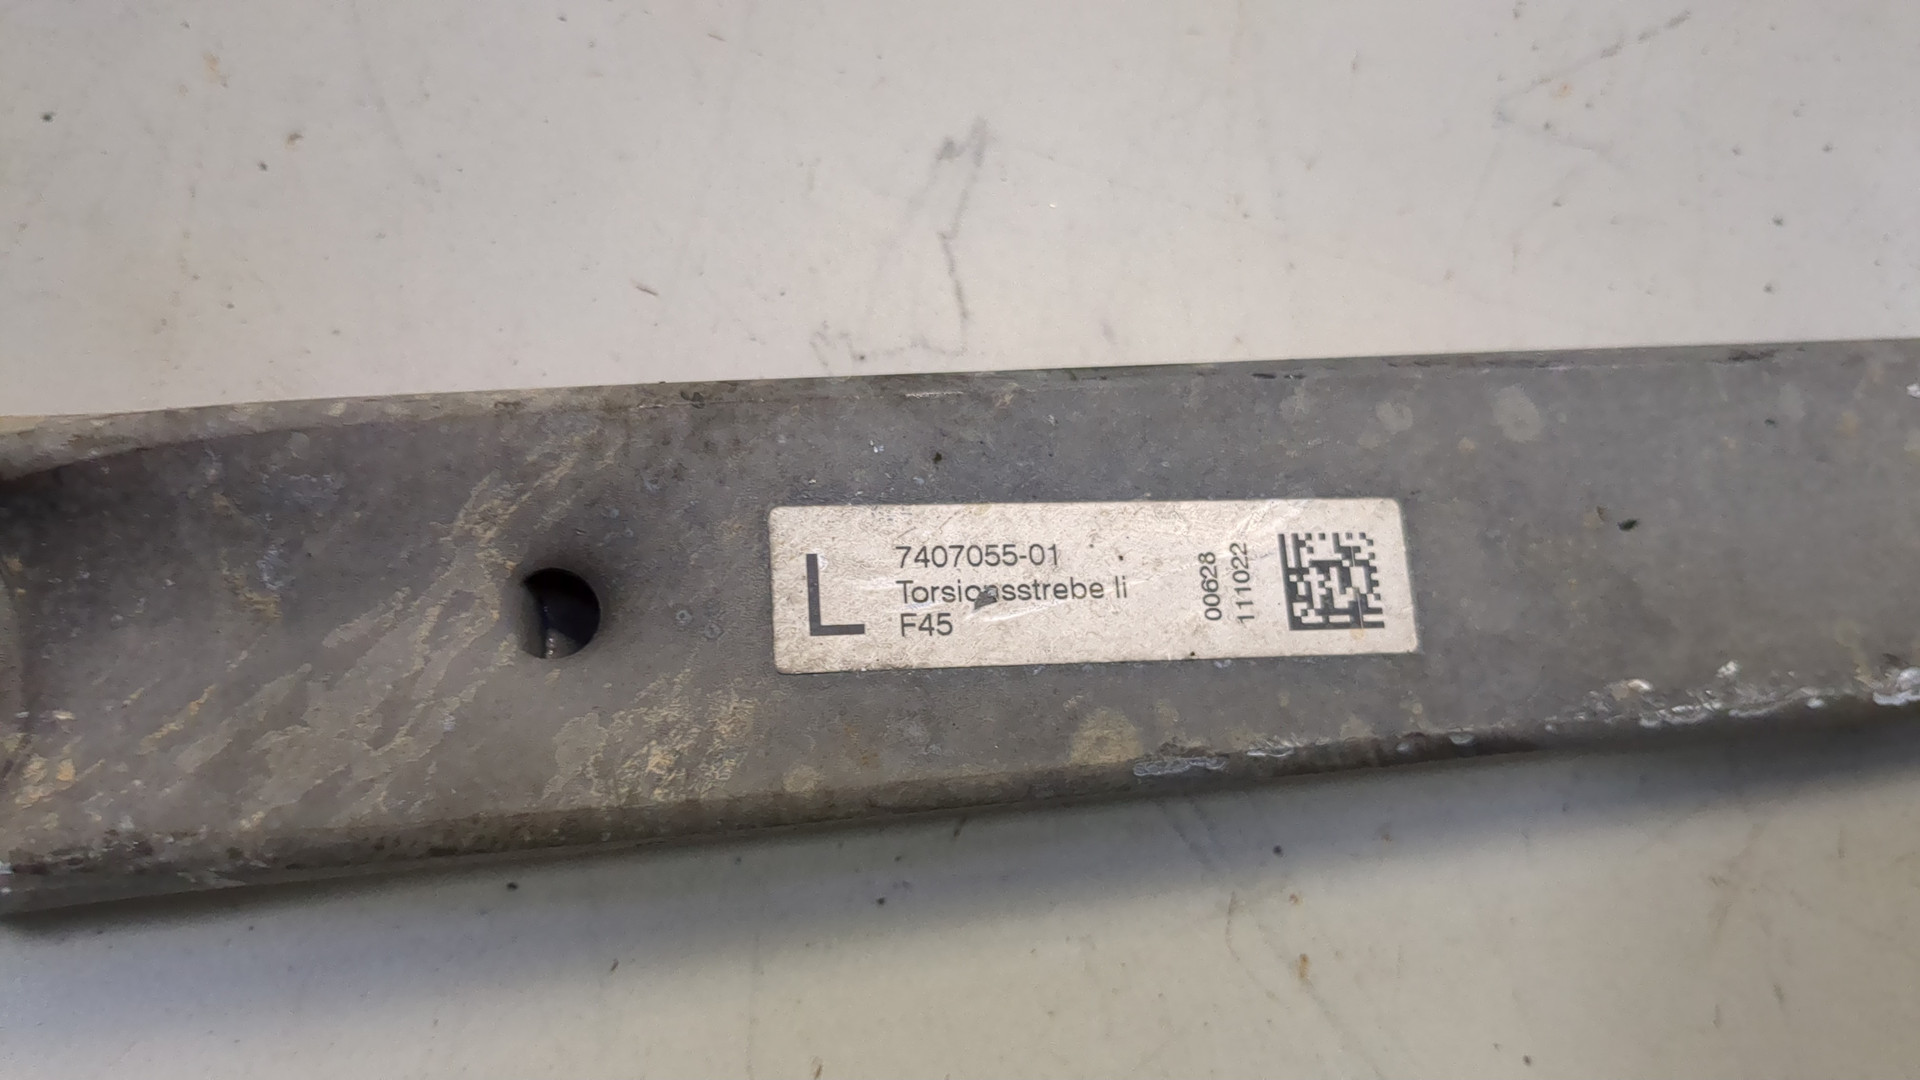 L
7407055-01
Torsionsstrebe li
F45
00628
111022